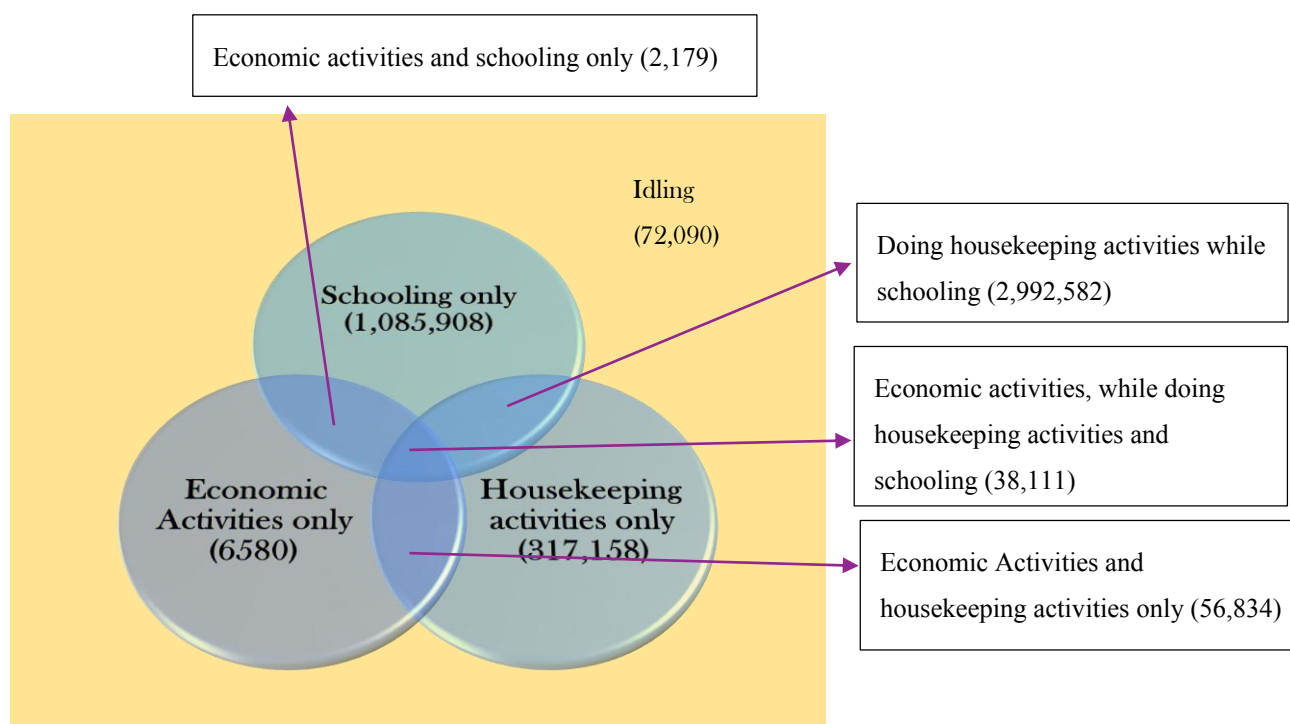 Economic activities and schooling only (2,179)
Idling
(72,090)
Doing housekeeping activities while
schooling (2,992,582)
Schooling only
(1,085,908)
Economic activities, while doing
housekeeping activities and
schooling (38,111)
Economic
Activities only
(6580)
Housekeeping
activities only
(317,158)
Economic Activities and
housekeeping activities only (56,834)